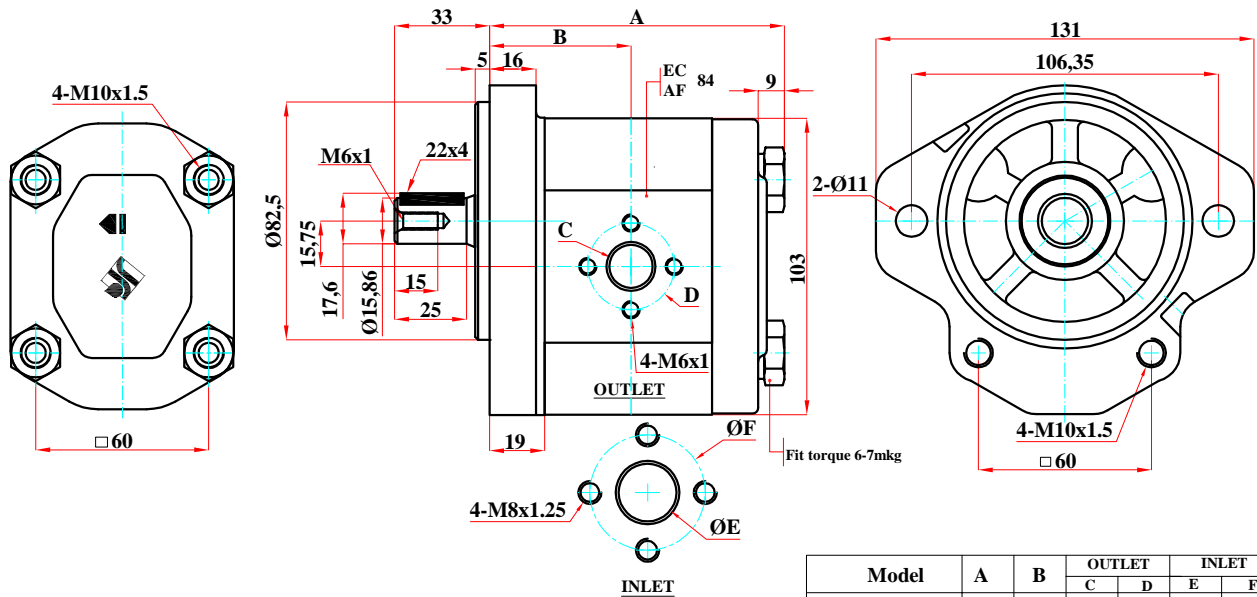 4-M10x1.5
□60
33
A
B
5
16
EC
AF 84
9
M6x1
22x4
Ø82,5
15,75
17,6
Ø15,86
15
25
C
D
4-M6x1
OUTLET
103
19
Fit torque 6-7mkg
ØF
4-M8x1.25
ØE
INLET
131
106,35
2-Ø11
4-M10x1.5
□60
Model A B OUTLET INLET
C D E F